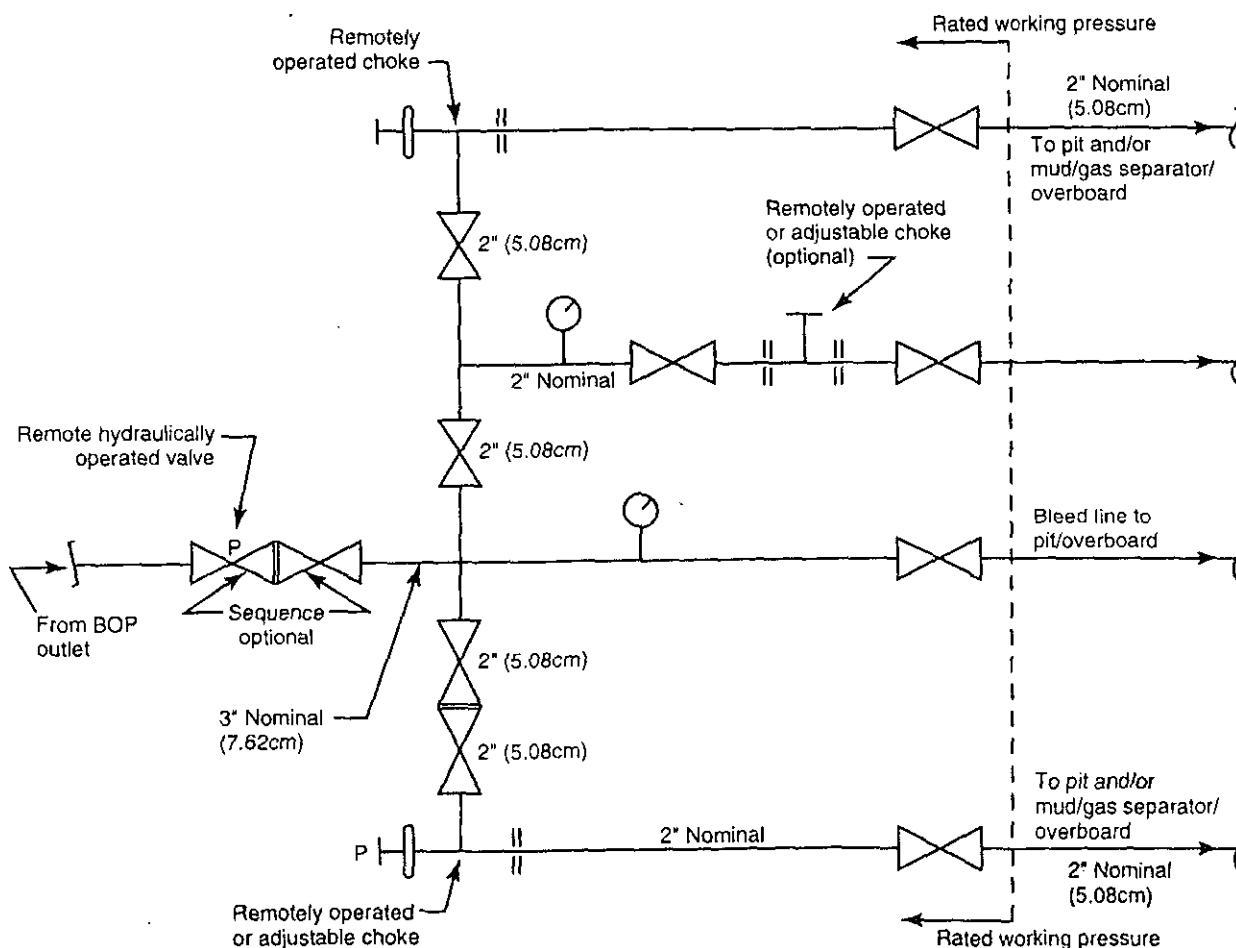 Remotely
operated choke
Rated working pressure
2" Nominal
(5.08cm)
To pit and/or
mud/gas separator/
overboard
2" (5.08cm)
Remotely operated
or adjustable choke
(optional)
2" Nominal
Remote hydraulically
operated valve
2" (5.08cm)
P
Bleed line to
pit/overboard
Sequence
optional
From BOP
outlet
2" (5.08cm)
3" Nominal
(7.62cm)
2" (5.08cm)
To pit and/or
mud/gas separator/
overboard
P
2" Nominal
2" Nominal
(5.08cm)
Remotely operated
or adjustable choke
Rated working pressure